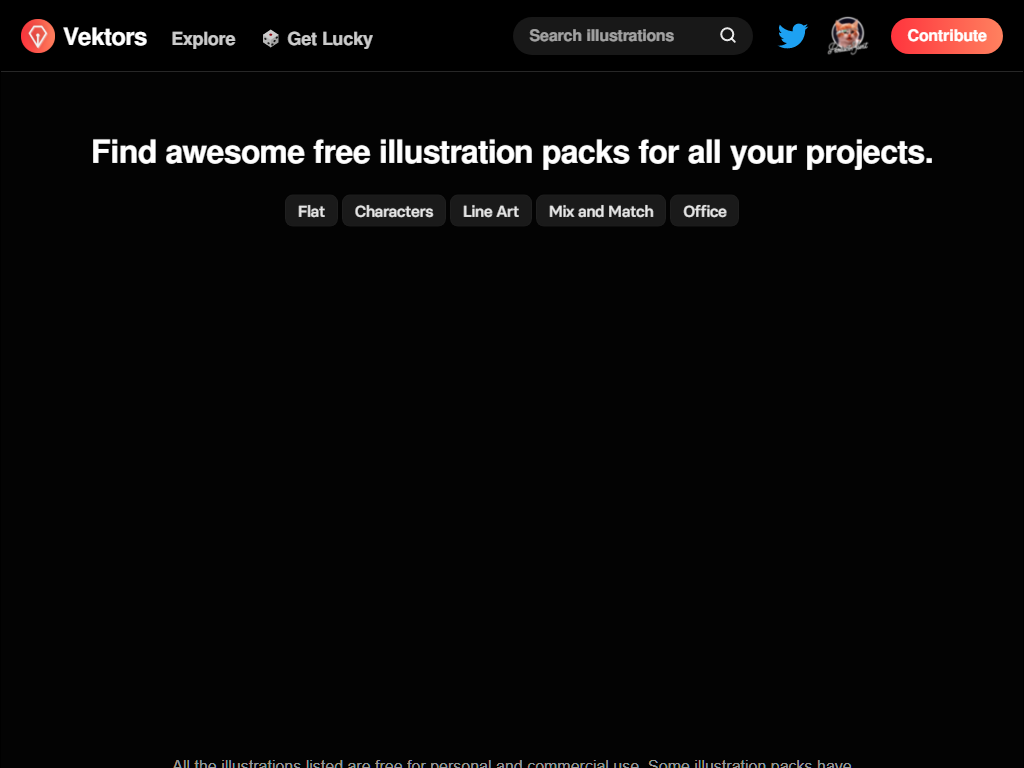 Vektors
Explore
Get Lucky
Search illustrations
Contribute
Find awesome free illustration packs for all your projects.
Flat
Characters
Line Art
Mix and Match
Office
All the illustrations listed are free for personal and commercial use. Some illustration packs have